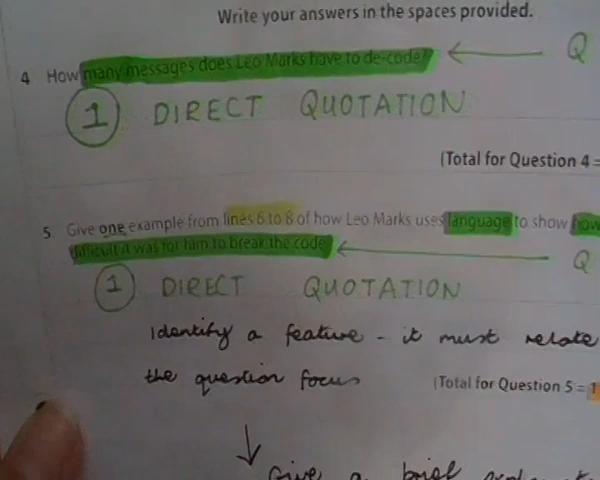 Write your answers in the spaces provided.
4 How many messages does Leo Marks have to de-code? Q
1 DIRECT QUOTATION
(Total for Question 4 =
5 Give one example from lines 6 to 8 of how Leo Marks uses language to show how
difficult it was for him to break the code Q
1 DIRECT QUOTATION
Identify a feature - it must relate
the question focus
(Total for Question 5 = 1
Give a brief